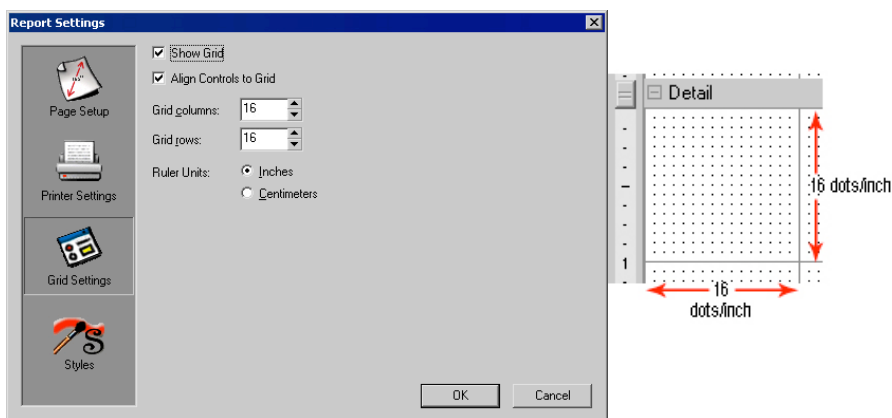 Report Settings
Page Setup
Printer Settings
Grid Settings
Styles
Show Grid
Align Controls to Grid
Grid columns: 16
Grid rows: 16
Ruler Units: Inches
Centimeters
OK Cancel
Detail
1
16 dots/inch
16
dots/inch